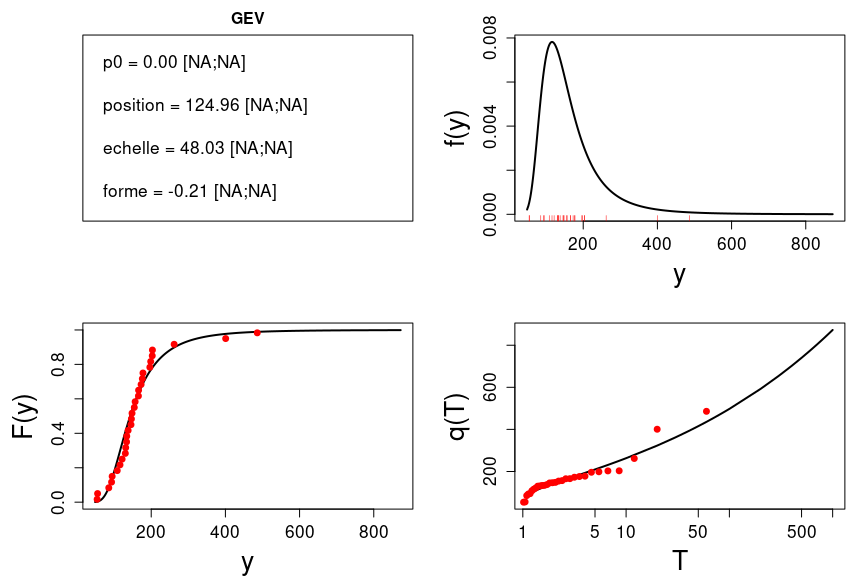 GEV
p0 = 0.00 [NA;NA]
position = 124.96 [NA;NA]
echelle = 48.03 [NA;NA]
forme = -0.21 [NA;NA]
f(y)
0.000 0.004 0.008
200 400 600 800
y
F(y)
0.0 0.4 0.8
200 400 600 800
y
q(T)
200 600
1 5 10 50 500
T